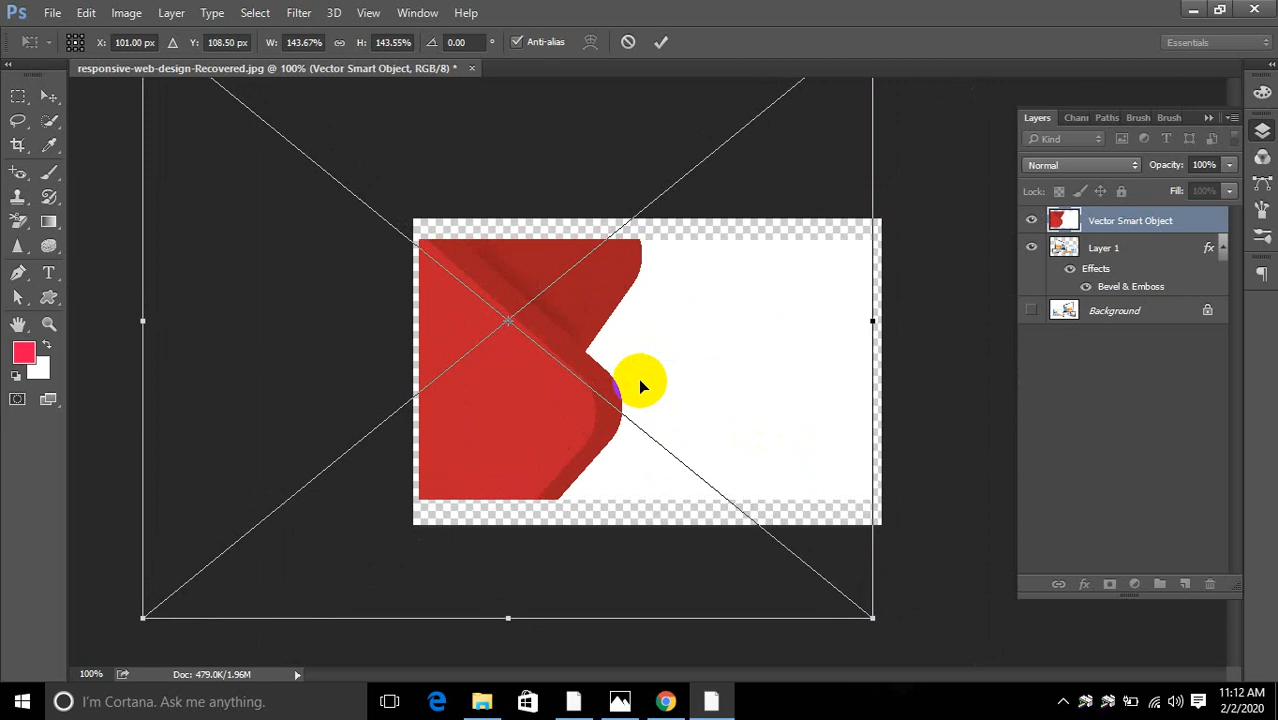 Ps File Edit Image Layer Type Select Filter 3D View Window Help
X: 101.00 px Y: 108.50 px W: 143.67% H: 143.55% 0.00 ° Anti-alias Essentials
responsive-web-design-Recovered.jpg @ 100% (Vector Smart Object, RGB/8) * ×
Layers Chani Paths Brush Brush
Kind
Normal Opacity: 100%
Lock: Fill: 100%
Vector Smart Object
Layer 1 fx
Effects
Bevel & Emboss
Background
100% Doc: 479.0K/1.96M
I'm Cortana. Ask me anything.
11:12 AM
2/2/2020